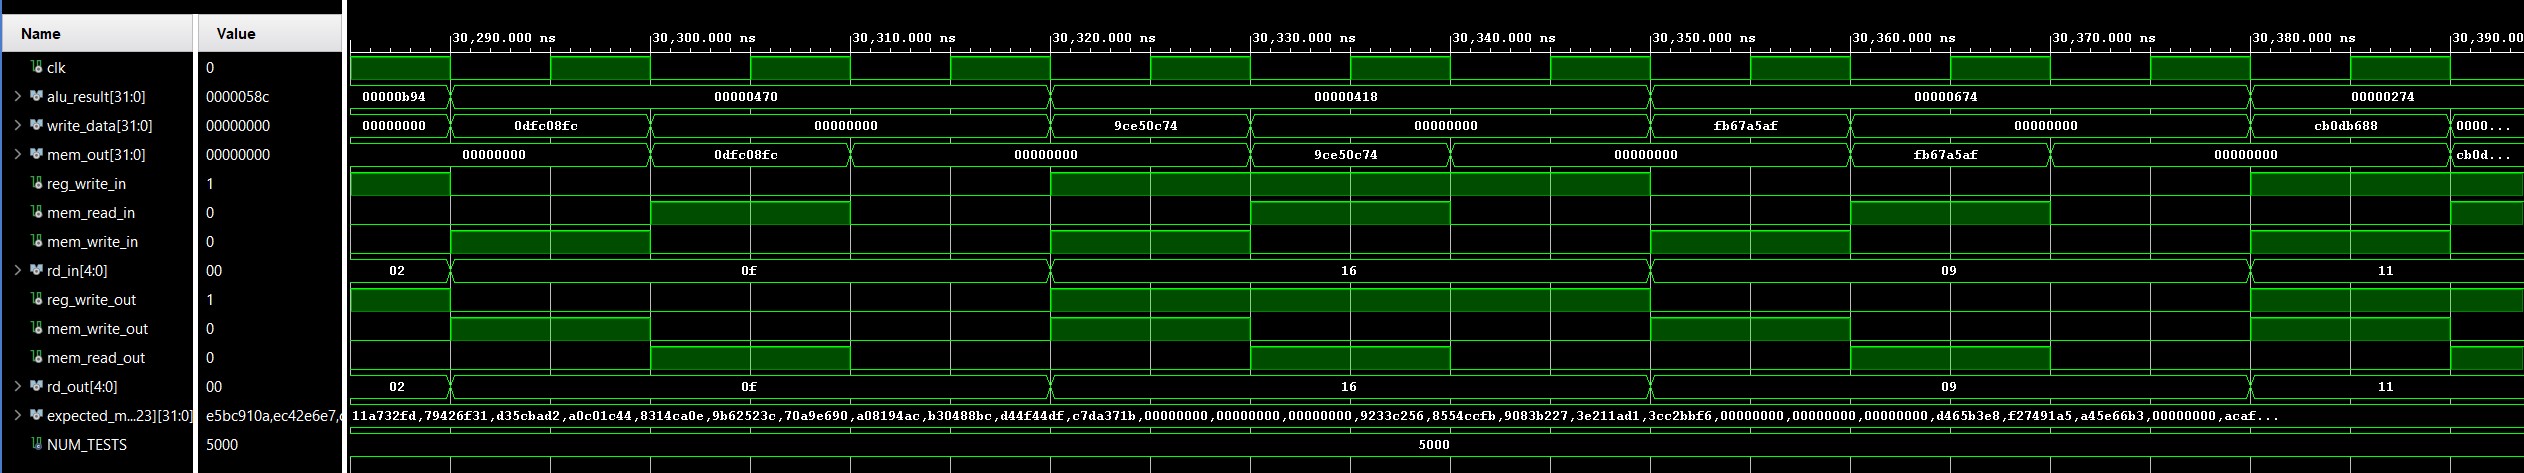 Name Value
30,290.000 ns 30,300.000 ns 30,310.000 ns 30,320.000 ns 30,330.000 ns 30,340.000 ns 30,350.000 ns 30,360.000 ns 30,370.000 ns 30,380.000 ns 30,390.0
clk 0
alu_result[31:0] 0000058c 00000b94 00000470 00000418 00000674 00000274
write_data[31:0] 00000000 00000000 0dfc08fc 00000000 9ce50c74 00000000 fb67a5af 00000000 cb0db688 0000...
mem_out[31:0] 00000000 00000000 0dfc08fc 00000000 9ce50c74 00000000 fb67a5af 00000000 cb0d...
reg_write_in 1
mem_read_in 0
mem_write_in 0
rd_in[4:0] 00 02 0f 16 09 11
reg_write_out 1
mem_write_out 0
mem_read_out 0
rd_out[4:0] 00 02 0f 16 09 11
expected_m...23][31:0] e5bc910a,ec42e6e7, 11a732fd,79426f31,d35cbad2,a0c01c44,8314ca0e,9b62523c,70a9e690,a08194ac,b30488bc,d44f44df,c7da371b,00000000,00000000,00000000,9233c256,8554ccfb,9083b227,3e211ad1,3cc2bbf6,00000000,00000000,00000000,d465b3e8,f27491a5,a45e66b3,00000000,acaf...
NUM_TESTS 5000 5000